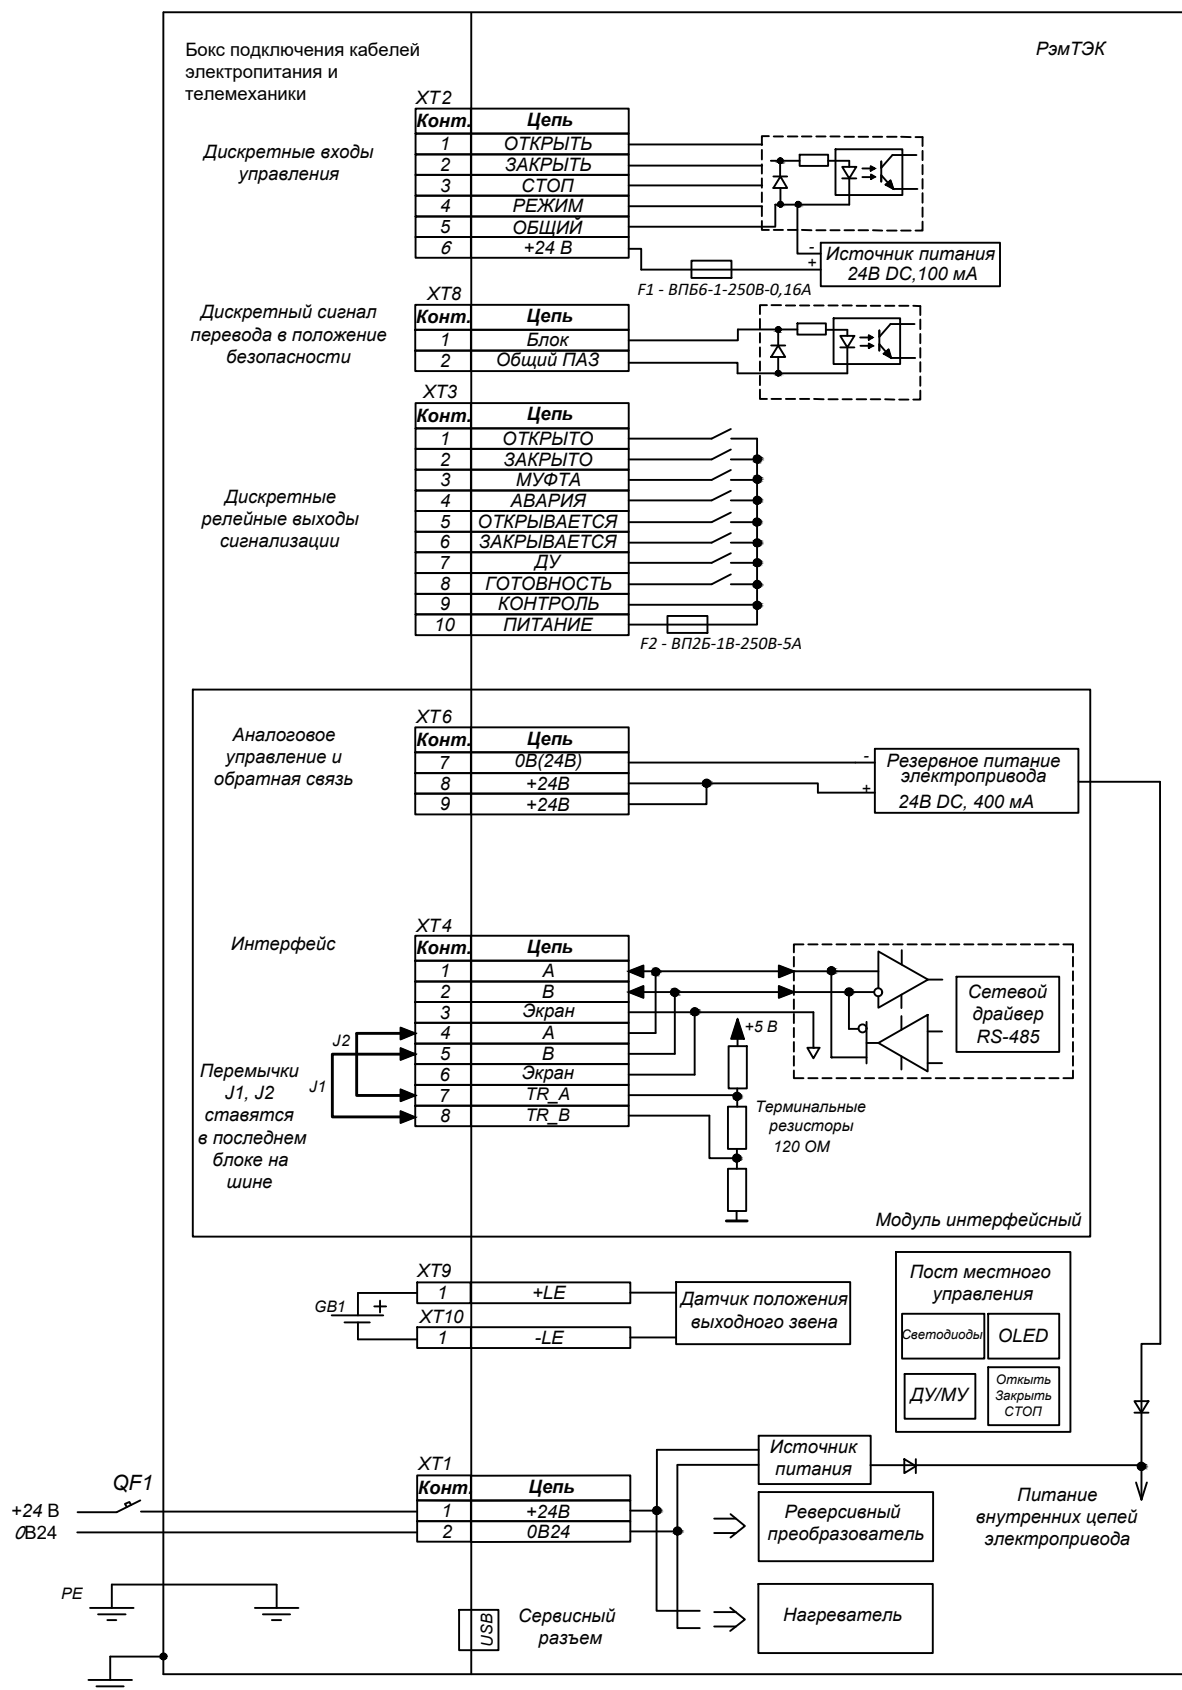 Бокс подключения кабелей
электропитания и
телемеханики
РэмТЭК
XT2
Конт. Цепь
Дискретные входы
управления
1 ОТКРЫТЬ
2 ЗАКРЫТЬ
3 СТОП
4 РЕЖИМ
5 ОБЩИЙ
6 +24 В
-
+
Источник питания
24В DC,100 мА
F1 - ВПБ6-1-250В-0,16А
XT8
Конт. Цепь
Дискретный сигнал
перевода в положение
безопасности
1 Блок
2 Общий ПАЗ
XT3
Конт. Цепь
1 ОТКРЫТО
2 ЗАКРЫТО
3 МУФТА
4 АВАРИЯ
5 ОТКРЫВАЕТСЯ
6 ЗАКРЫВАЕТСЯ
7 ДУ
8 ГОТОВНОСТЬ
9 КОНТРОЛЬ
10 ПИТАНИЕ
Дискретные
релейные выходы
сигнализации
F2 - ВП2Б-1В-250В-5А
Аналоговое
управление и
обратная связь
XT6
Конт. Цепь
7 0В(24В)
8 +24В
9 +24В
-
+
Резервное питание
электропривода
24В DC, 400 мА
Интерфейс
XT4
Конт. Цепь
1 A
2 B
3 Экран
4 A
5 B
6 Экран
7 TR_A
8 TR_B
J2
J1
Перемычки
J1, J2
ставятся
в последнем
блоке на
шине
+5 В
Терминальные
резисторы
120 ОМ
Сетевой
драйвер
RS-485
Модуль интерфейсный
XT9
1 +LE
XT10
1 -LE
GB1
+
Датчик положения
выходного звена
Пост местного
управления
Светодиоды
OLED
ДУ/МУ
Откыть
Закрыть
СТОП
XT1
Конт. Цепь
1 +24В
2 0В24
QF1
+24 В
0В24
Источник
питания
Реверсивный
преобразователь
Нагреватель
Питание
внутренних цепей
электропривода
PE
USB
Сервисный
разъем